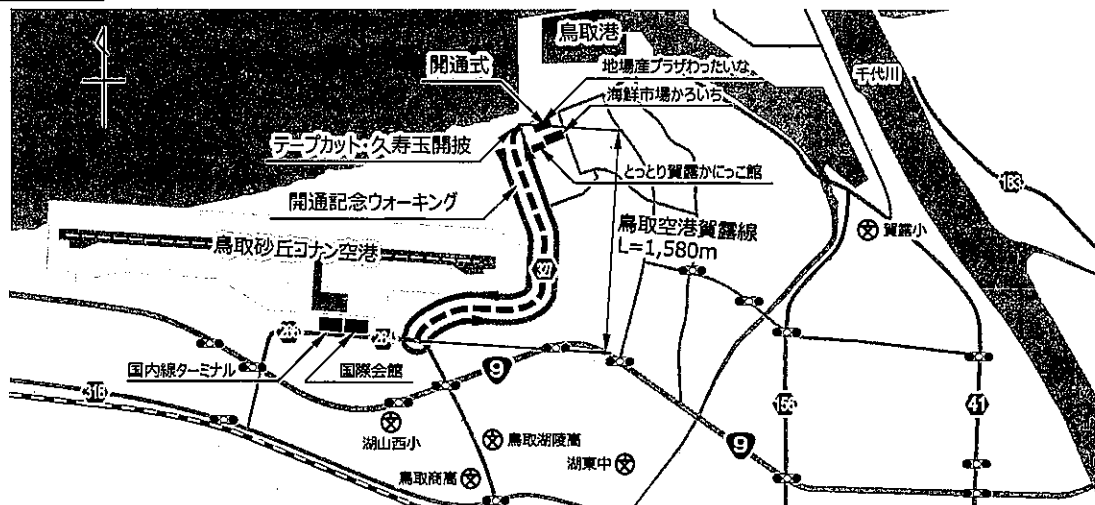 鳥取港
開通式
地場産プラザわったいな
千代川
海鮮市場かろいち
テープカット・久寿玉開披
とっとり賀露かにっこ館
183
開通記念ウォーキング
鳥取空港賀露線
L=1,580m
賀露小
鳥取砂丘コナン空港
国内線ターミナル
国際会館
9
318
156
41
湖山西小
鳥取湖陵高
湖東中
9
鳥取商高